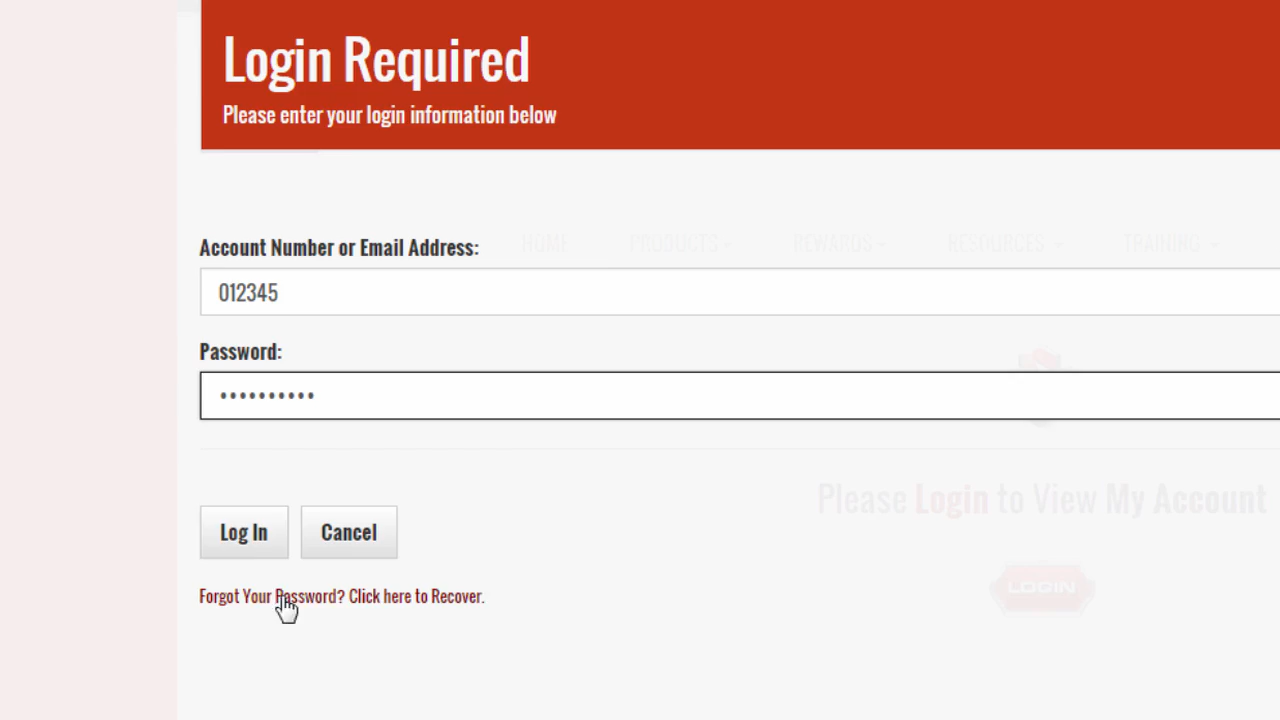 Login Required
Please enter your login information below
HOME PRODUCTS REWARDS RESOURCES TRAINING
Account Number or Email Address:
012345
Password:
••••••••••
Please Login to View My Account
Log In Cancel
LOGIN
Forgot Your Password? Click here to Recover.